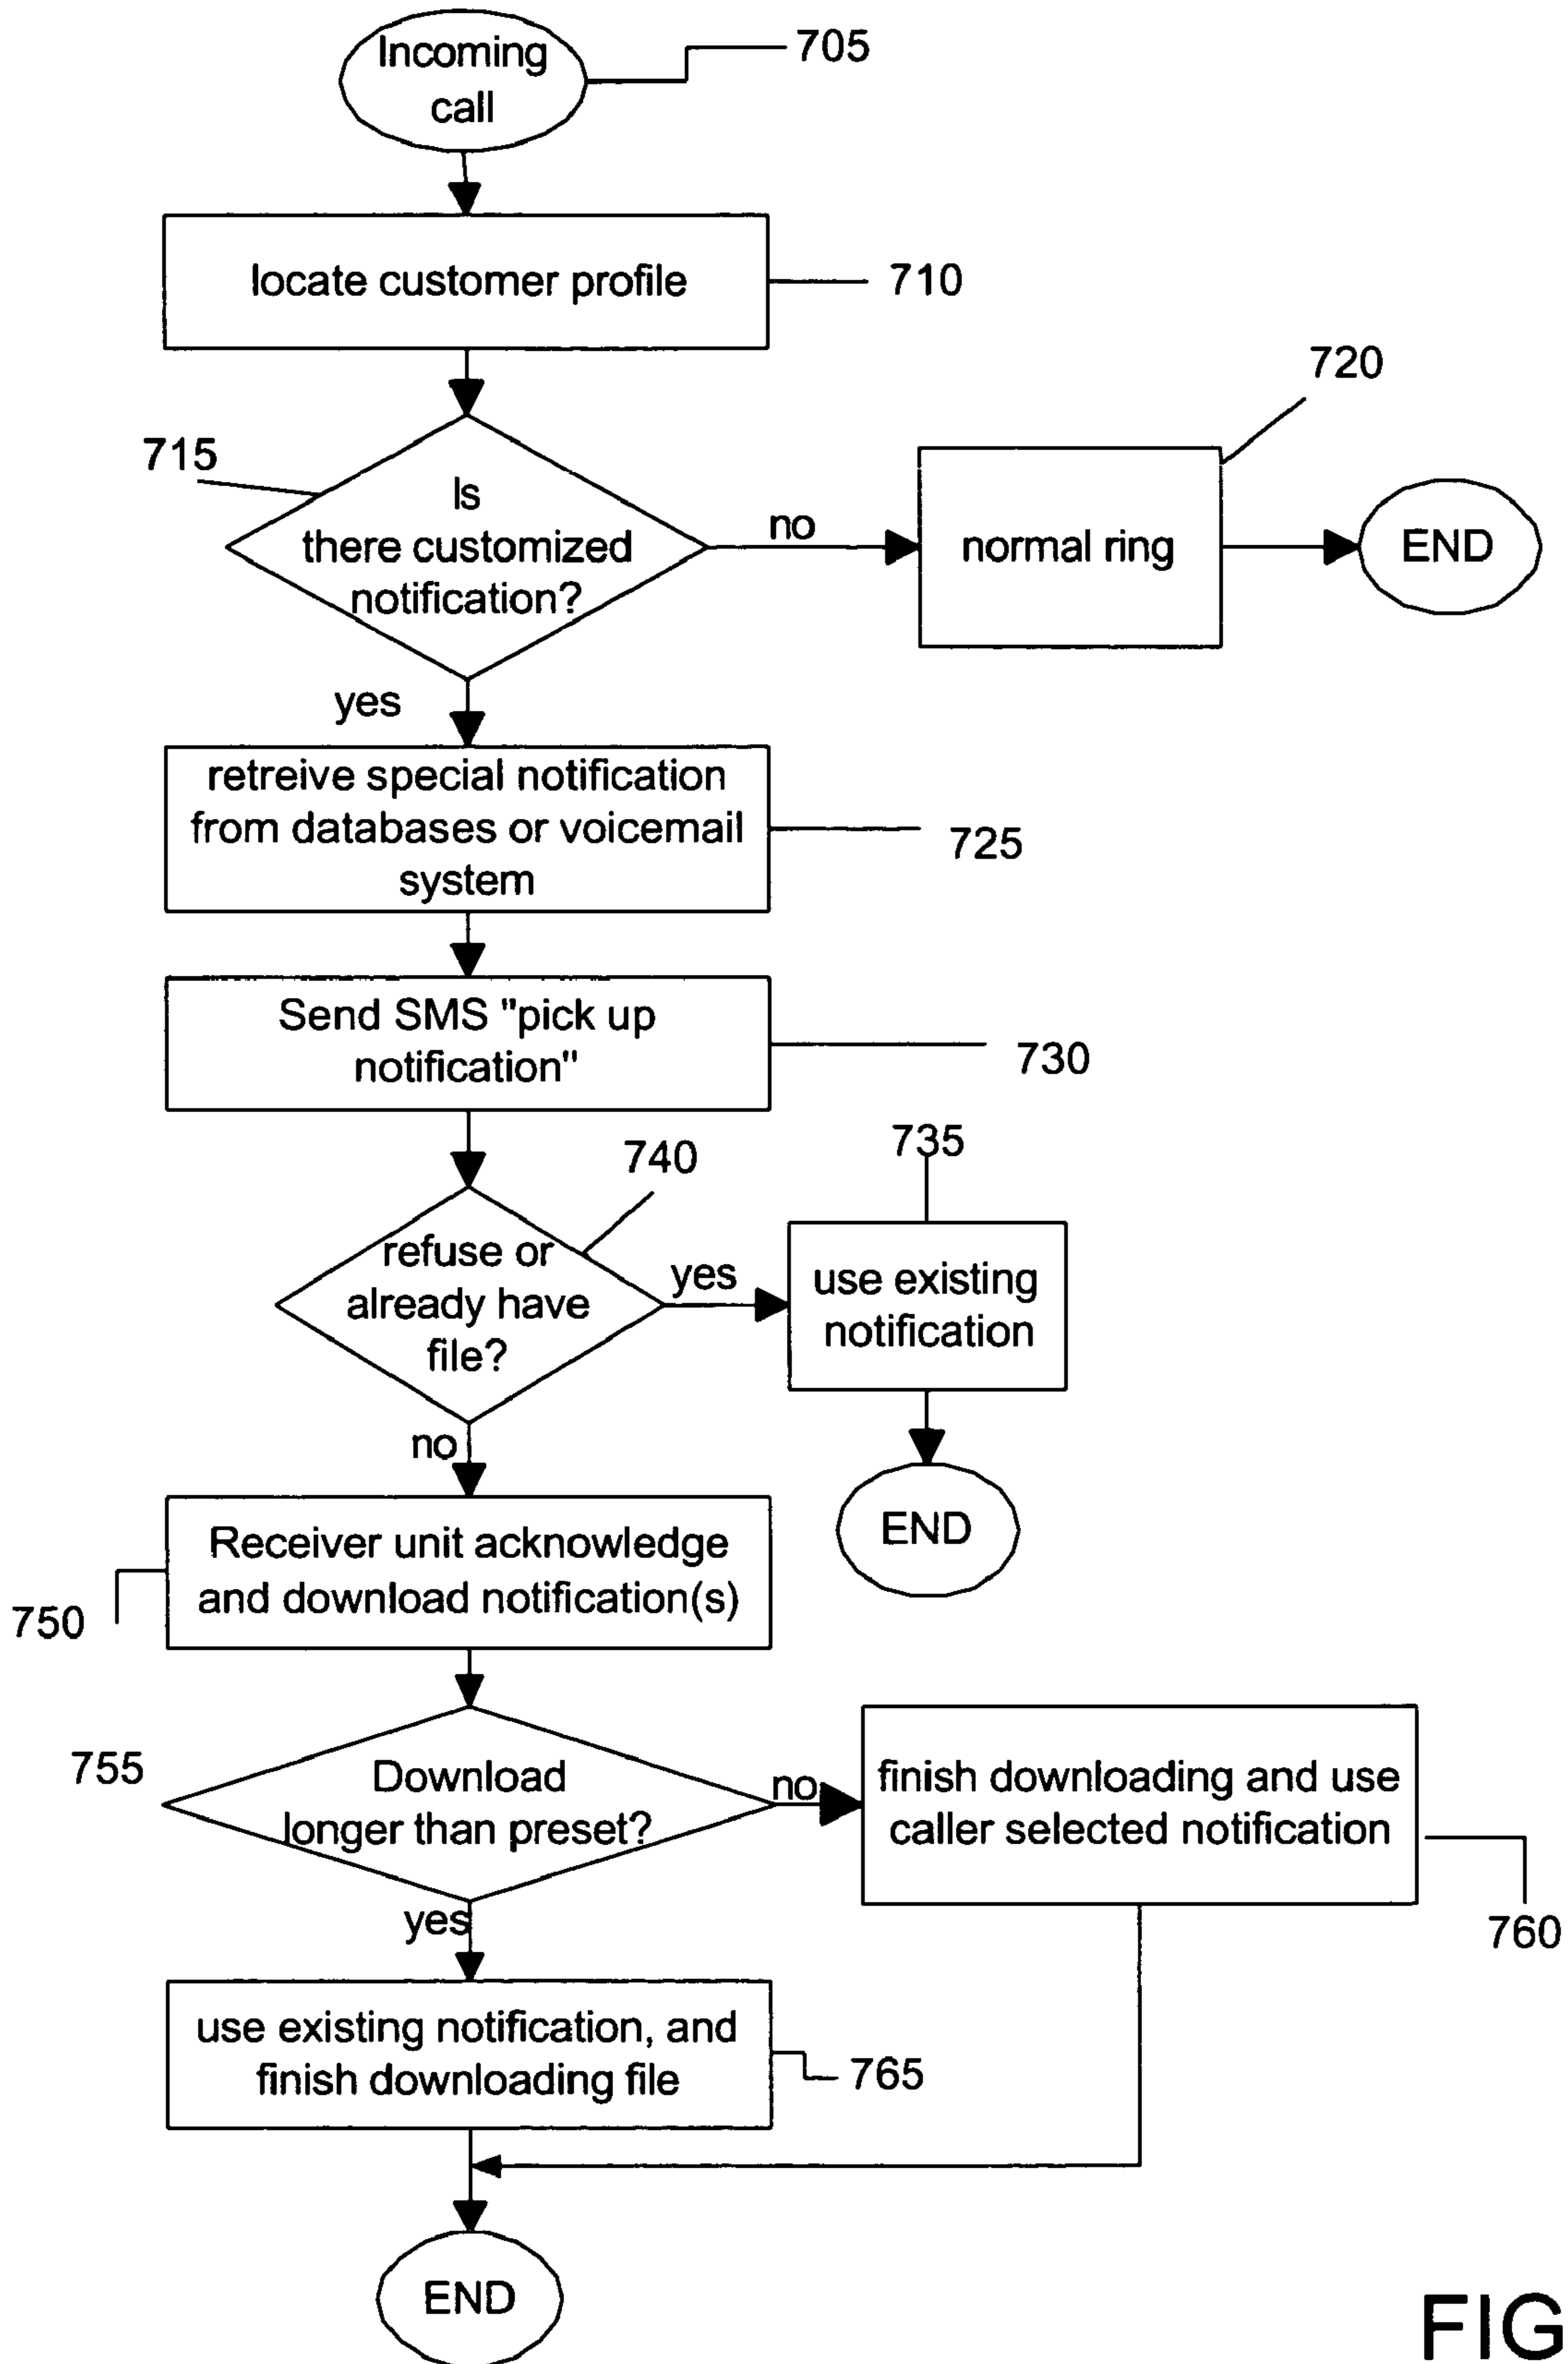 Incoming
call
705
locate customer profile
710
720
715
Is
there customized
notification?
no
normal ring
END
yes
retreive special notification
from databases or voicemail
system
725
Send SMS "pick up
notification"
730
740
735
refuse or
already have
file?
yes
use existing
notification
no
END
Receiver unit acknowledge
and download notification(s)
750
755
Download
longer than preset?
no
finish downloading and use
caller selected notification
760
yes
use existing notification, and
finish downloading file
765
END
FIG